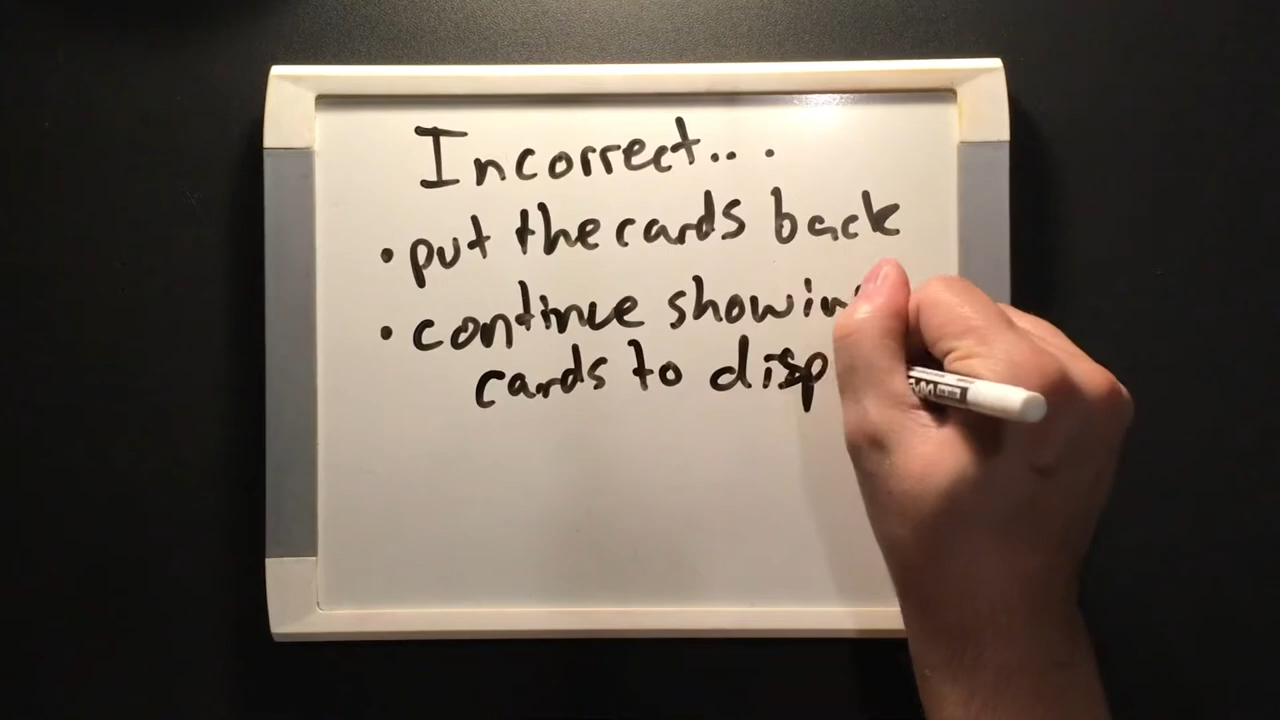 Incorrect...
•put the cards back
•continue showin
cards to disp